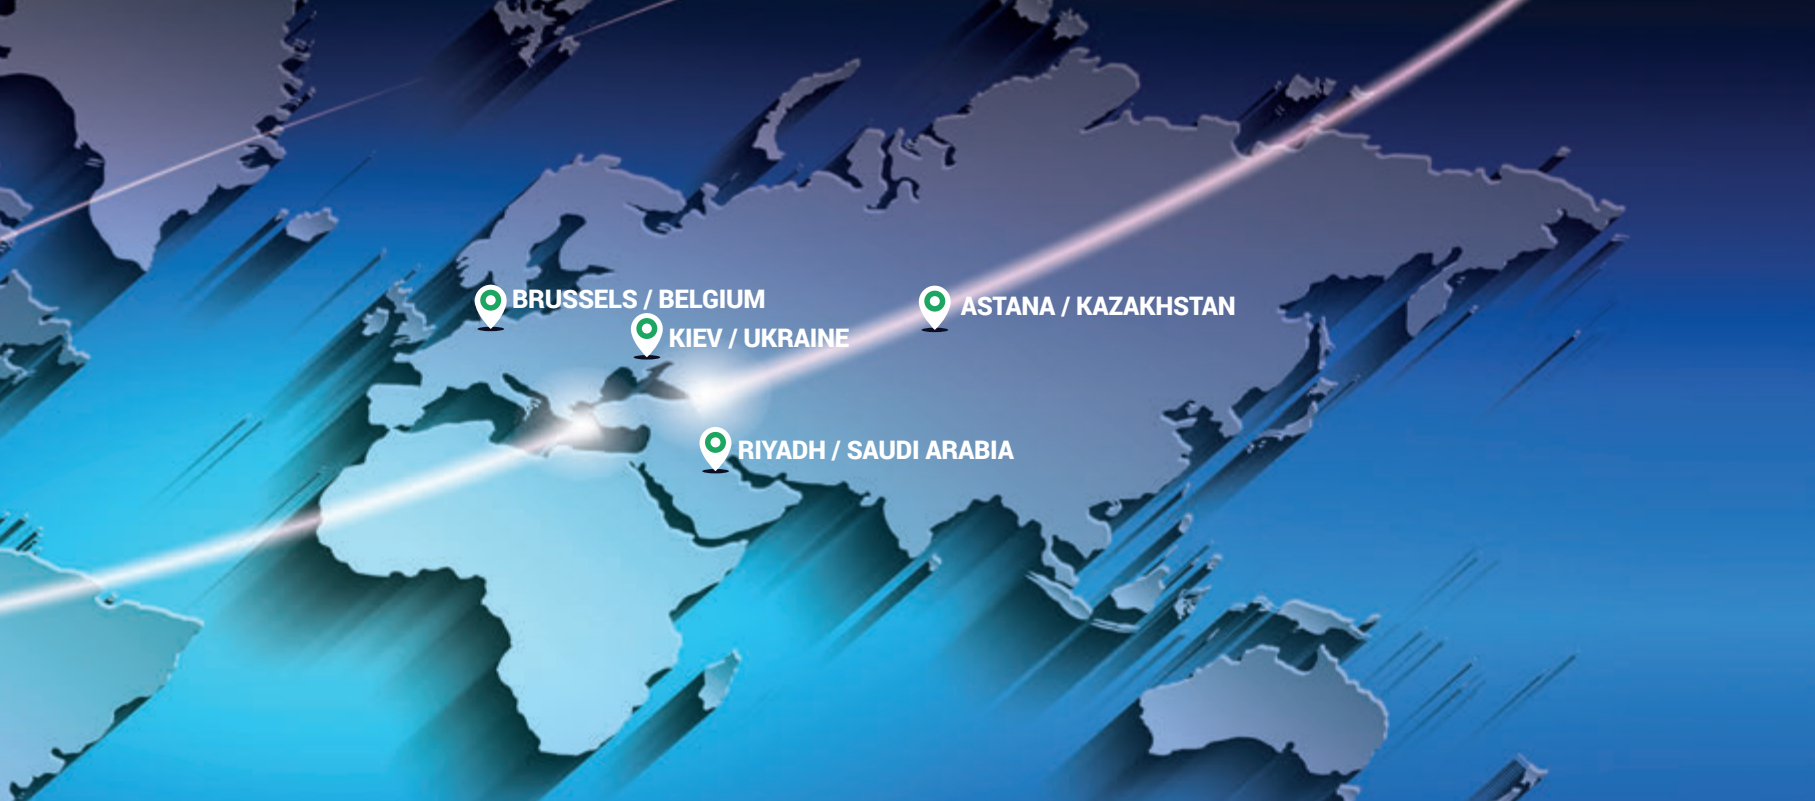 BRUSSELS / BELGIUM
KIEV / UKRAINE
ASTANA / KAZAKHSTAN
RIYADH / SAUDI ARABIA